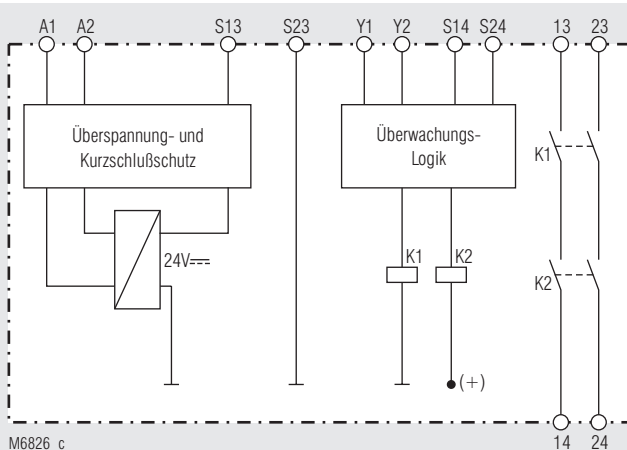 A1 A2 S13 S23 Y1 Y2 S14 S24 13 23
Überspannung- und
Kurzschlußschutz
Überwachungs-
Logik
K1
24V
K1 K2
K2
(+)
M6826_c
14 24